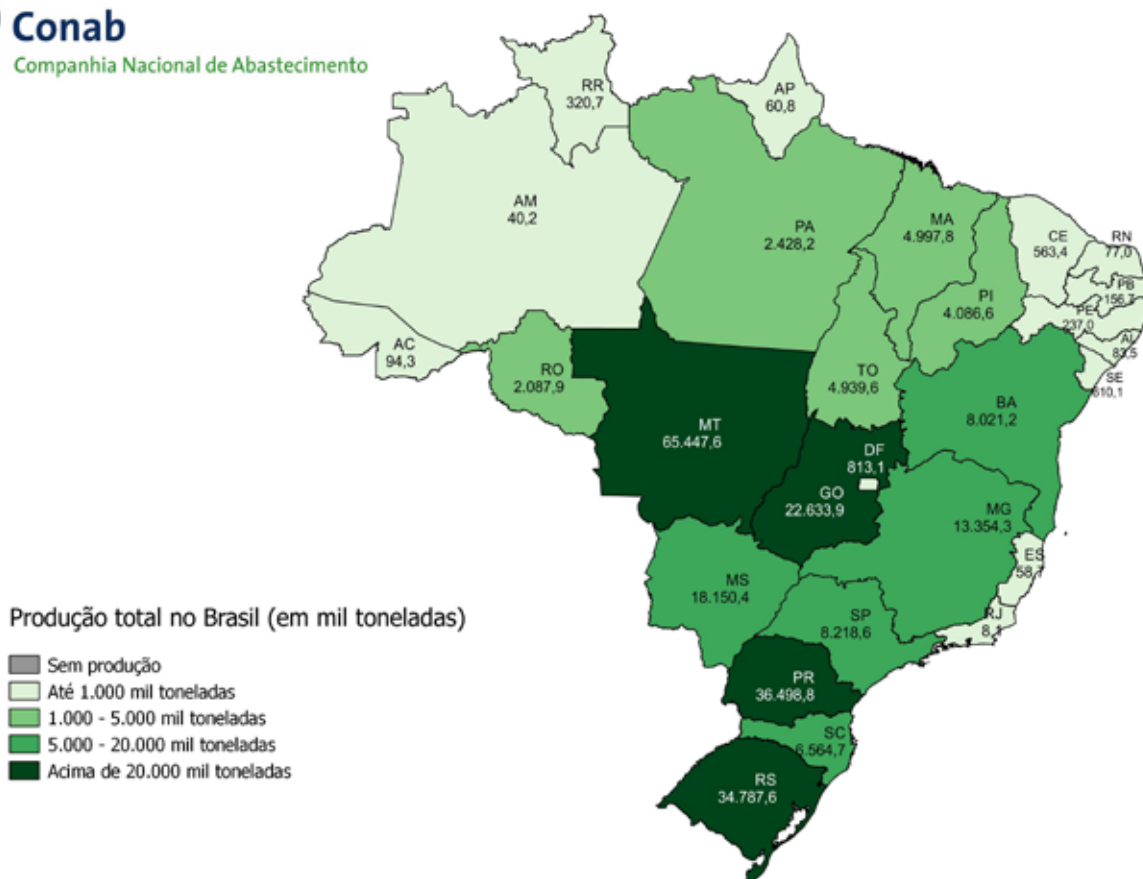 Conab
Companhia Nacional de Abastecimento
RR
320,7
AP
60,8
AM
40,2
PA
2.428,2
MA
4.997,8
CE
563,4
RN
77,0
PB
156,7
PI
4.086,6
PE
237,0
AL
83,5
SE
610,1
AC
94,3
RO
2.087,9
TO
4.939,6
BA
8.021,2
MT
65.447,6
DF
813,1
GO
22.633,9
MG
13.354,3
ES
58,7
MS
18.150,4
SP
8.218,6
RJ
8,1
PR
36.498,8
SC
6.564,7
RS
34.787,6
Produção total no Brasil (em mil toneladas)
Sem produção
Até 1.000 mil toneladas
1.000 - 5.000 mil toneladas
5.000 - 20.000 mil toneladas
Acima de 20.000 mil toneladas